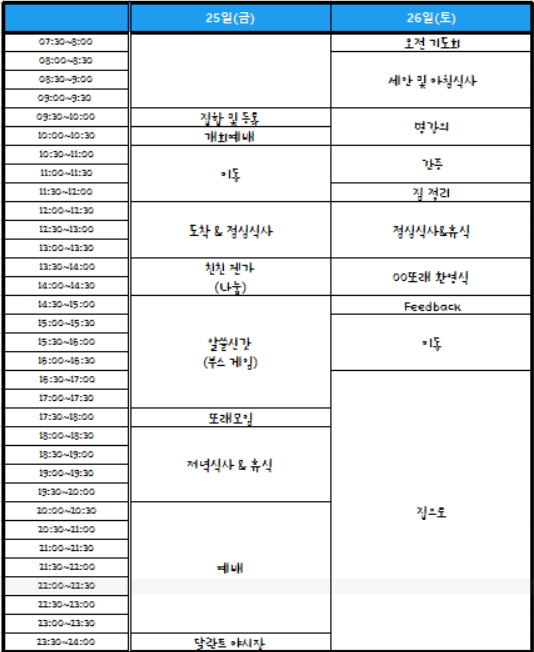 25일(금) 26일(토)
07:30~8:00 오전 기도회
08:00~8:30
08:30~9:00 세안 및 아침식사
09:00~9:30
09:30~10:00 집합 및 등록
명강의
10:00~10:30 개회예배
10:30~11:00
간증
11:00~11:30 이동
11:30~12:00 짐 정리
12:00~12:30
12:30~13:00 도착 & 점심식사 점심식사&휴식
13:00~13:30
13:30~14:00 친친 젠가
OO또래 환영식
14:00~14:30 (나눔)
14:30~15:00 Feedback
15:00~15:30
15:30~16:00 알쓸신간 이동
16:00~16:30 (부스 게임)
16:30~17:00
17:00~17:30
17:30~18:00 또래모임
18:00~18:30
18:30~19:00
저녁식사 & 휴식
19:00~19:30
19:30~20:00
20:00~20:30 집으로
20:30~21:00
21:00~21:30
21:30~22:00 예배
22:00~22:30
22:30~23:00
23:00~23:30
23:30~24:00 달란트 야시장